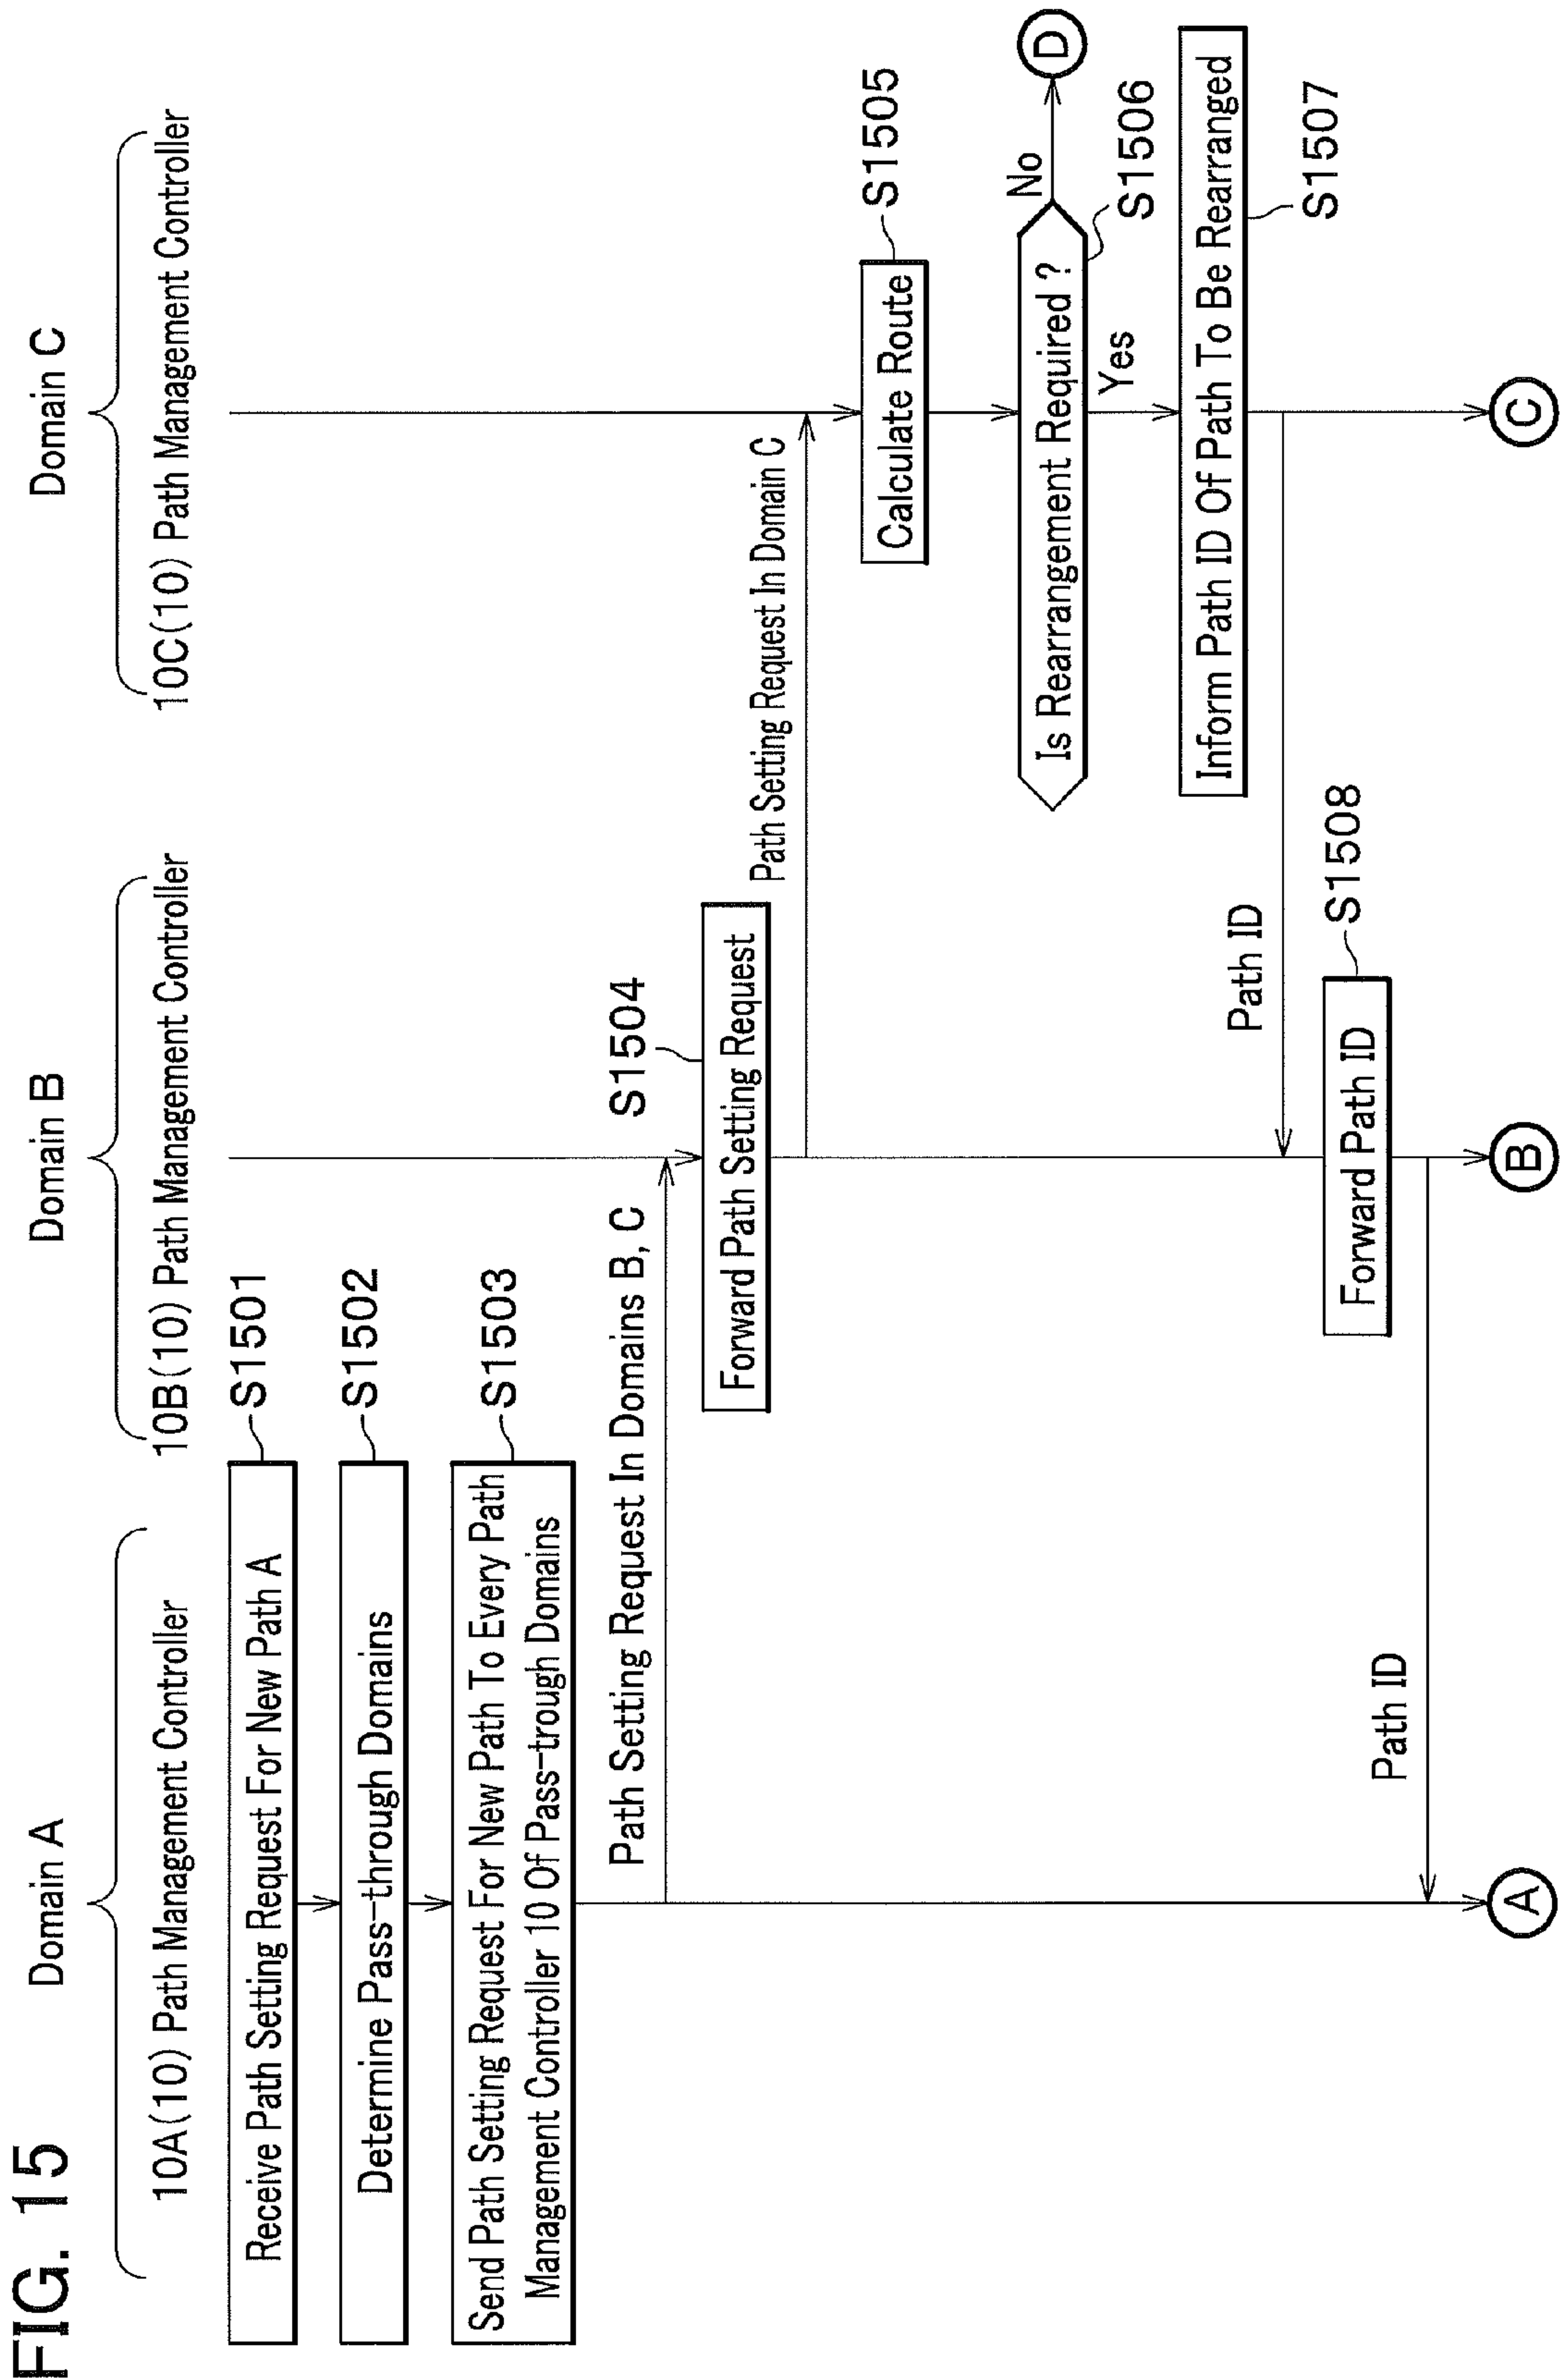 FIG. 15
Domain A
Domain B
Domain C
10A(10) Path Management Controller
10B(10) Path Management Controller
10C(10) Path Management Controller
Receive Path Setting Request For New Path A
S1501
Determine Pass-through Domains
S1502
Send Path Setting Request For New Path To Every Path
Management Controller 10 Of Pass-trough Domains
S1503
Path Setting Request In Domains B, C
S1504
Forward Path Setting Request
Path Setting Request In Domain C
Calculate Route
S1505
Is Rearrangement Required ?
No
D
S1506
Yes
Inform Path ID Of Path To Be Rearranged
S1507
Path ID
Forward Path ID
S1508
Path ID
A
B
C